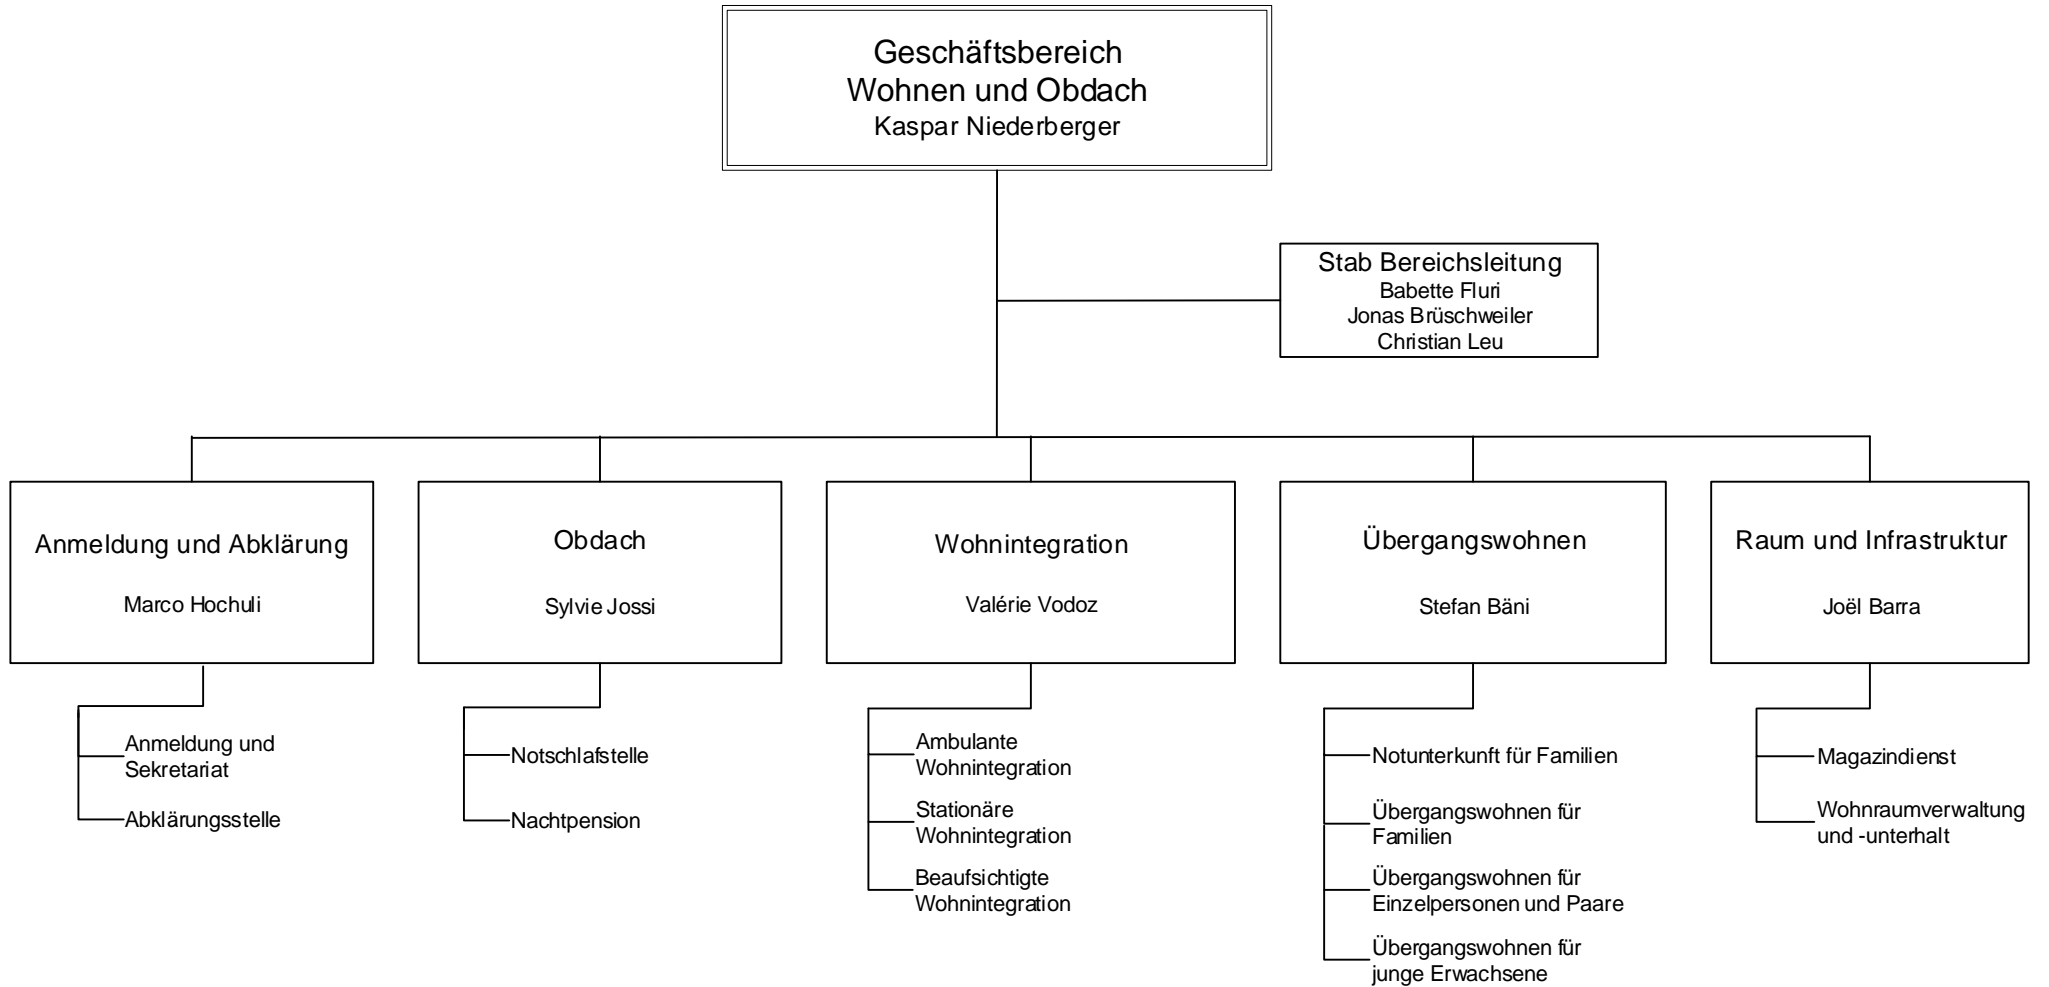 Geschäftsbereich
Wohnen und Obdach
Kaspar Niederberger
Stab Bereichsleitung
Babette Fluri
Jonas Brüschweiler
Christian Leu
Anmeldung und Abklärung
Marco Hochuli
Anmeldung und
Sekretariat
Abklärungsstelle
Obdach
Sylvie Jossi
Notschlafstelle
Nachtpension
Wohnintegration
Valérie Vodoz
Ambulante
Wohnintegration
Stationäre
Wohnintegration
Beaufsichtigte
Wohnintegration
Übergangswohnen
Stefan Bäni
Notunterkunft für Familien
Übergangswohnen für
Familien
Übergangswohnen für
Einzelpersonen und Paare
Übergangswohnen für
junge Erwachsene
Raum und Infrastruktur
Joël Barra
Magazindienst
Wohnraumverwaltung
und -unterhalt